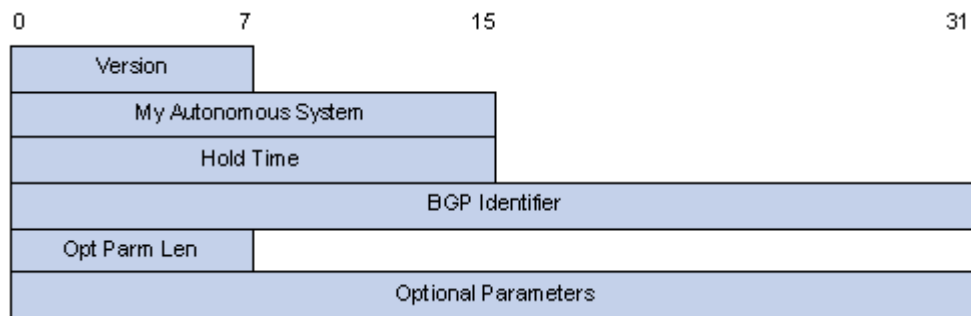 0 7 15 31
Version
My Autonomous System
Hold Time
BGP Identifier
Opt Parm Len
Optional Parameters